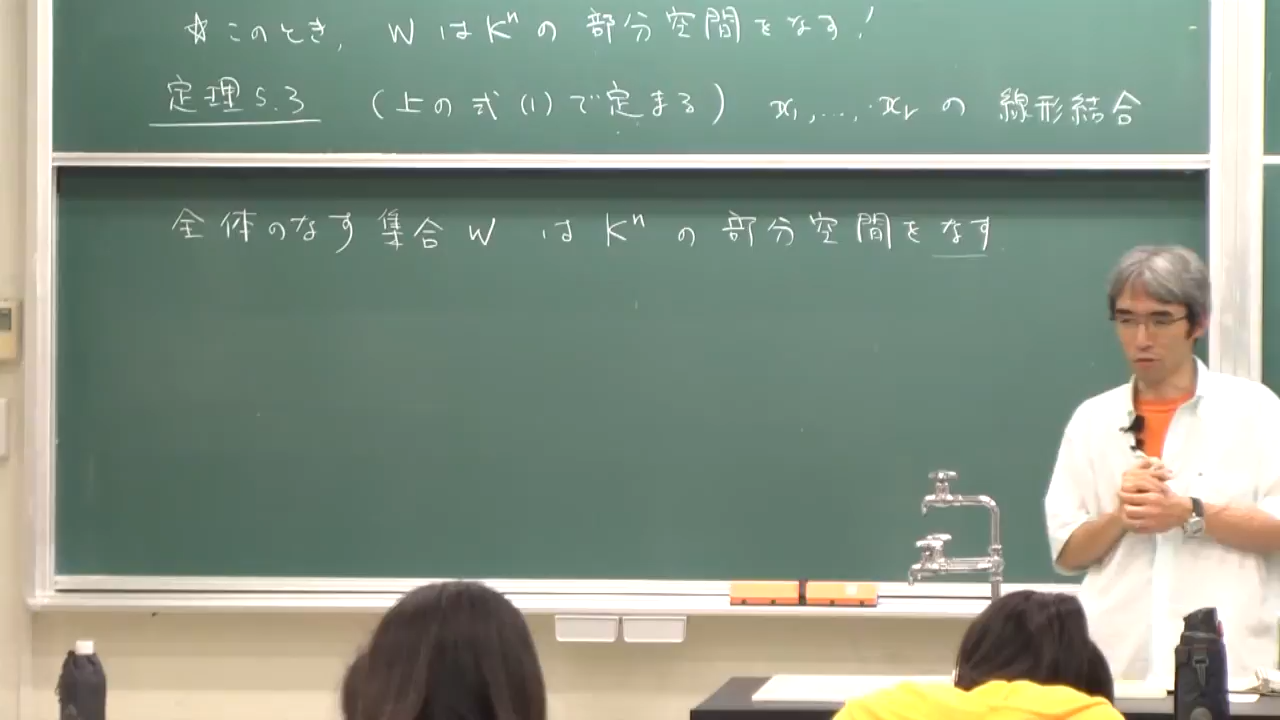 ☆このとき, W は Kⁿ の 部分空間をなす!
定理5.3 (上の式(1)で定まる) x₁,...,xᵣ の 線形結合
全体のなす集合 W は Kⁿ の 部分空間をなす